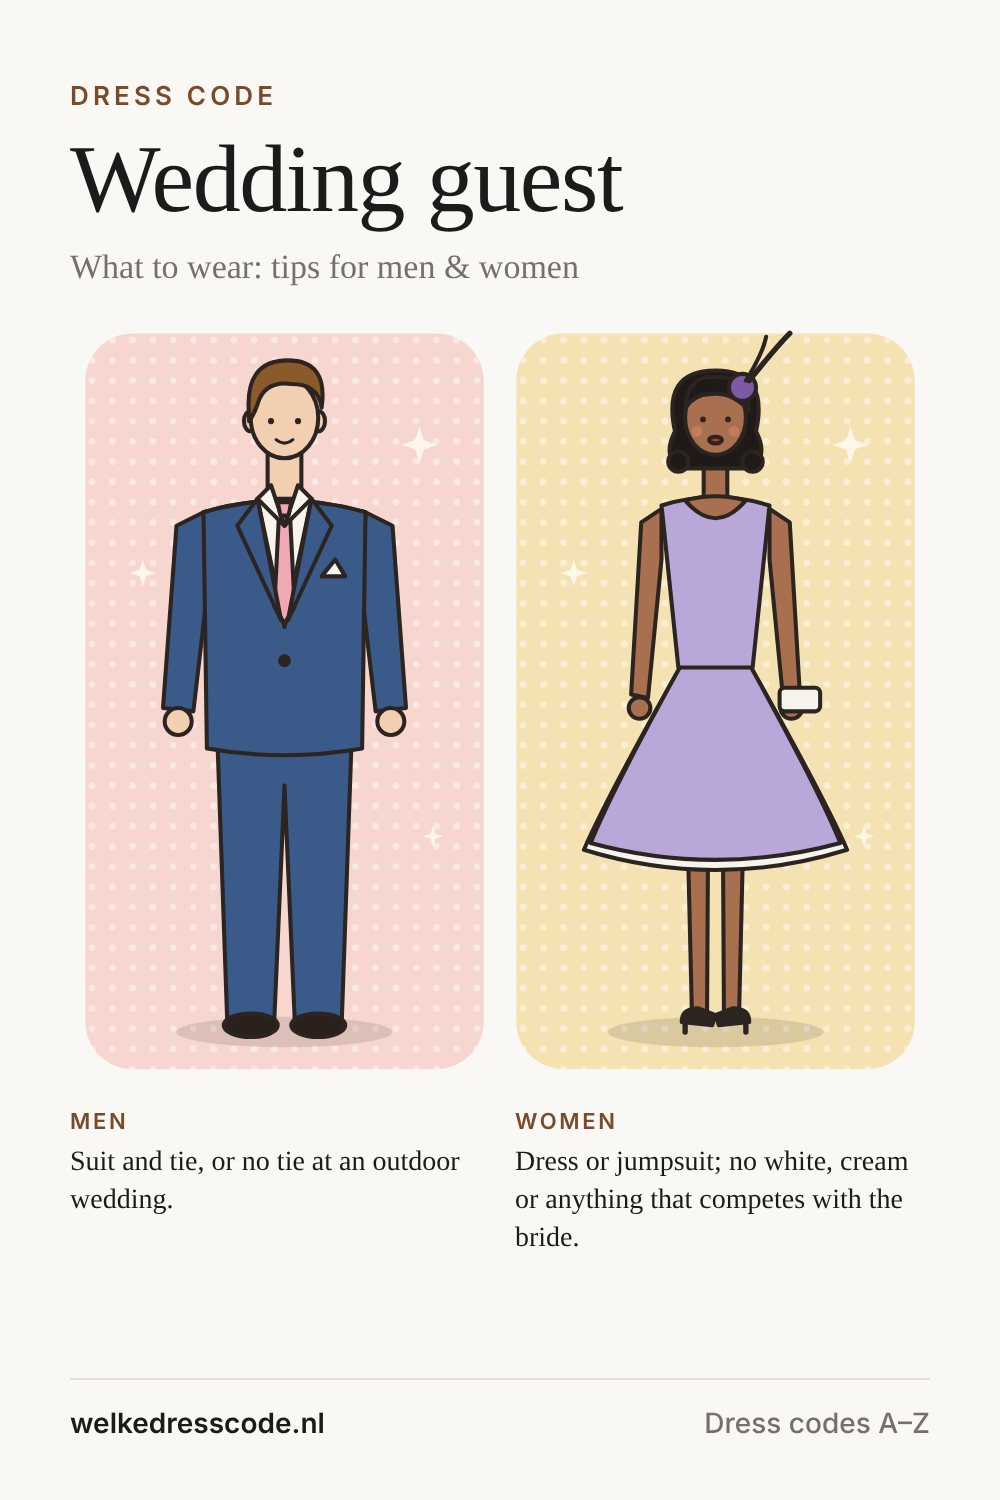 DRESS CODE
Wedding guest
What to wear: tips for men & women
MEN
Suit and tie, or no tie at an outdoor
wedding.
WOMEN
Dress or jumpsuit; no white, cream
or anything that competes with the
bride.
welkedresscode.nl
Dress codes A–Z